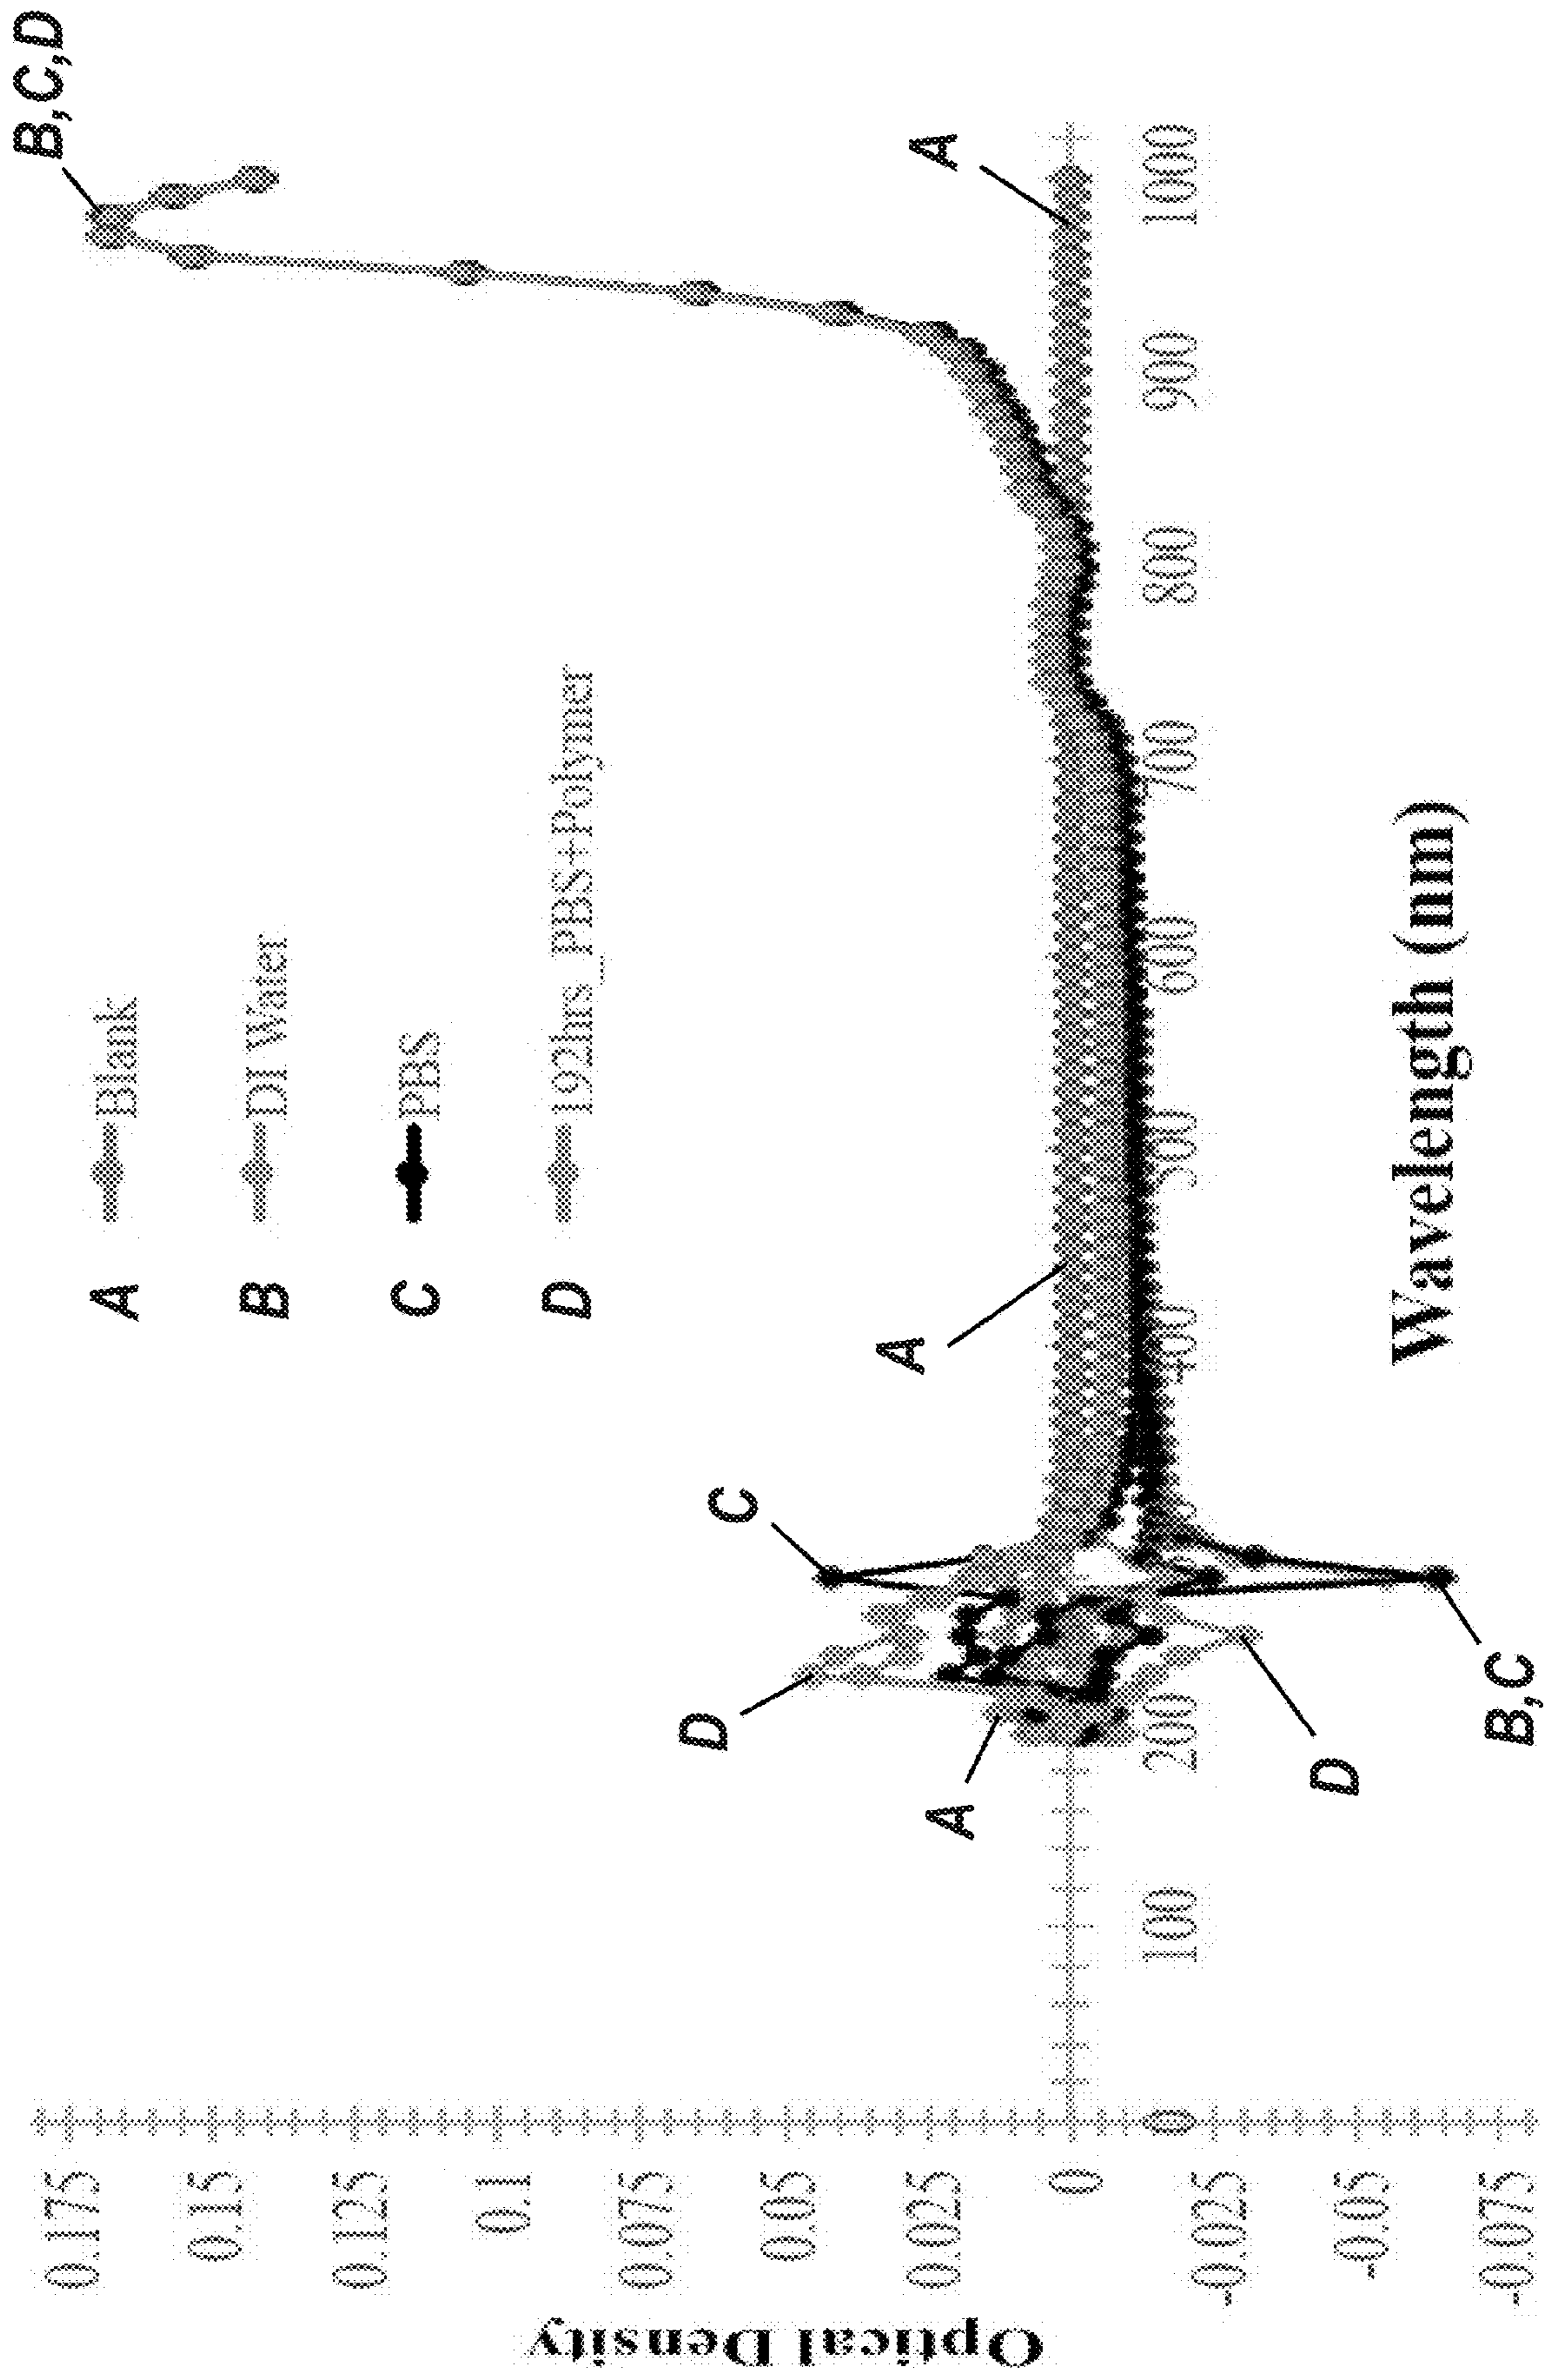 B,C,D
A Blank
B DI Water
C PBS
D 192hrs_PBS+Polymer
0.175
0.15
0.125
0.1
0.075
0.05
0.025
0
-0.025
-0.05
-0.075
Optical Density
D
C
A
A
A
D
B,C
0 100 200 400 500 600 700 800 900 1000
Wavelength (nm)